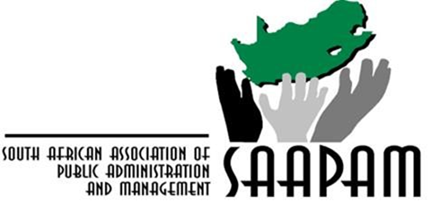 SOUTH AFRICAN ASSOCIATION OF
PUBLIC ADMINISTRATION
AND MANAGEMENT
SAAPAM